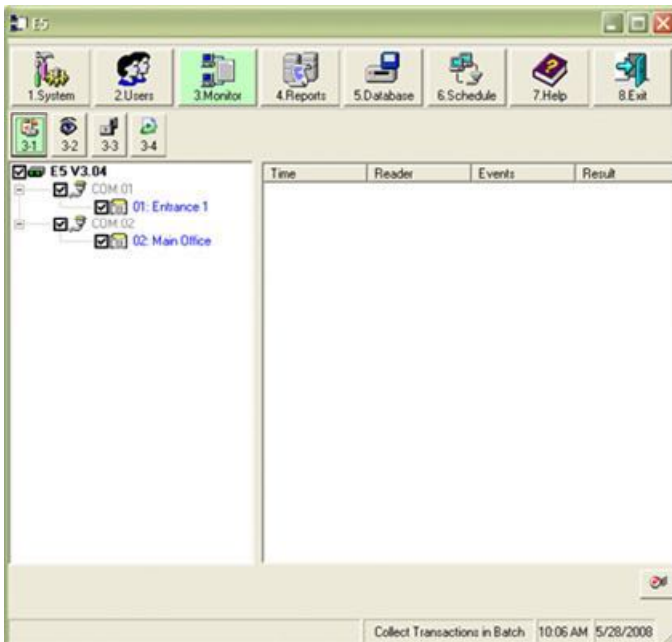 E5
1.System 2.Users 3.Monitor 4.Reports 5.Database 6.Schedule 7.Help 8.Exit
3-1 3-2 3-3 3-4
E5 V3.04
Time Reader Events Result
COM:01
01: Entrance 1
COM:02
02: Main Office
Collect Transactions in Batch 10:06 AM 5/28/2008